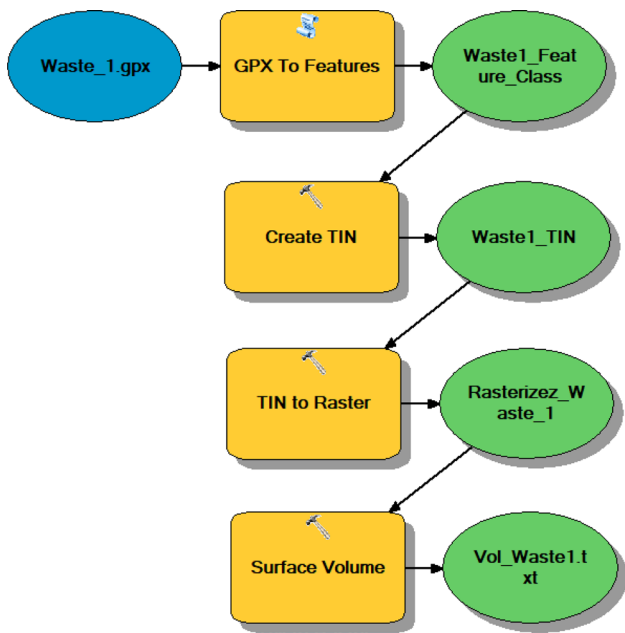 Waste_1.gpx
GPX To Features
Waste1_Feat
ure_Class
Create TIN
Waste1_TIN
TIN to Raster
Rasterizez_W
aste_1
Surface Volume
Vol_Waste1.t
xt